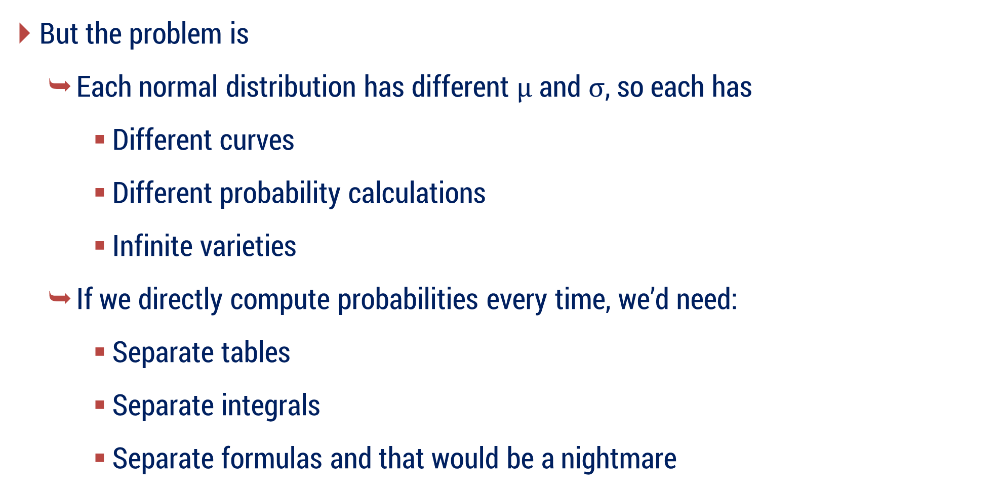 But the problem is
Each normal distribution has different μ and σ, so each has
Different curves
Different probability calculations
Infinite varieties
If we directly compute probabilities every time, we’d need:
Separate tables
Separate integrals
Separate formulas and that would be a nightmare